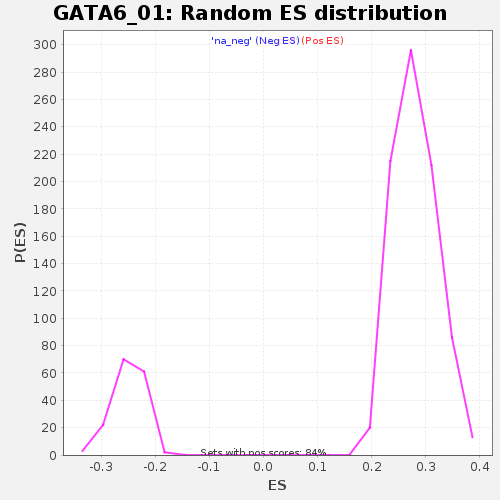 GATA6_01: Random ES distribution
'na_neg' (Neg ES) (Pos ES)
300
280
260
240
220
200
180
160
140
120
100
80
60
40
20
0
P(ES)
Sets with pos scores: 84%
-0.3 -0.2 -0.1 0.0 0.1 0.2 0.3 0.4
ES